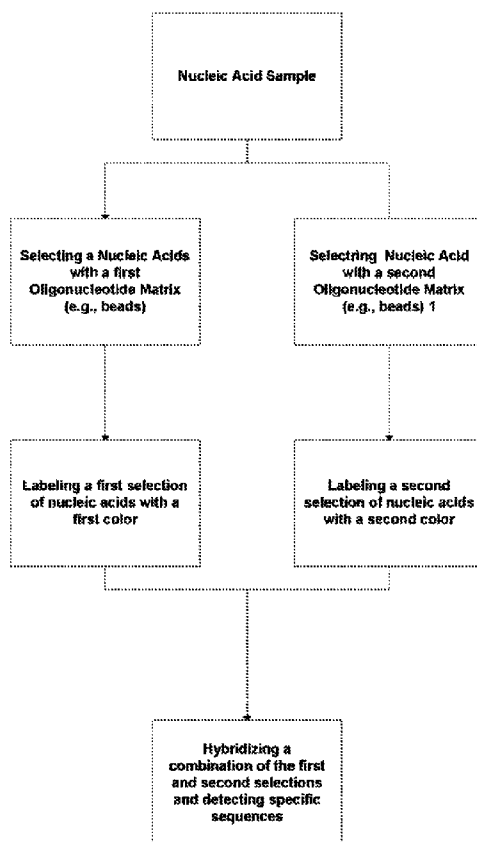 Nucleic Acid Sample
Selecting a Nucleic Acids
with a first
Oligonucleotide Matrix
(e.g., beads)
Selectring Nucleic Acid
with a second
Oligonucleotide Matrix
(e.g., beads) 1
Labeling a first selection
of nucleic acids with a
first color
Labeling a second
selection of nucleic acids
with a second color
Hybridizing a
combination of the first
and second selections
and detecting specific
sequences